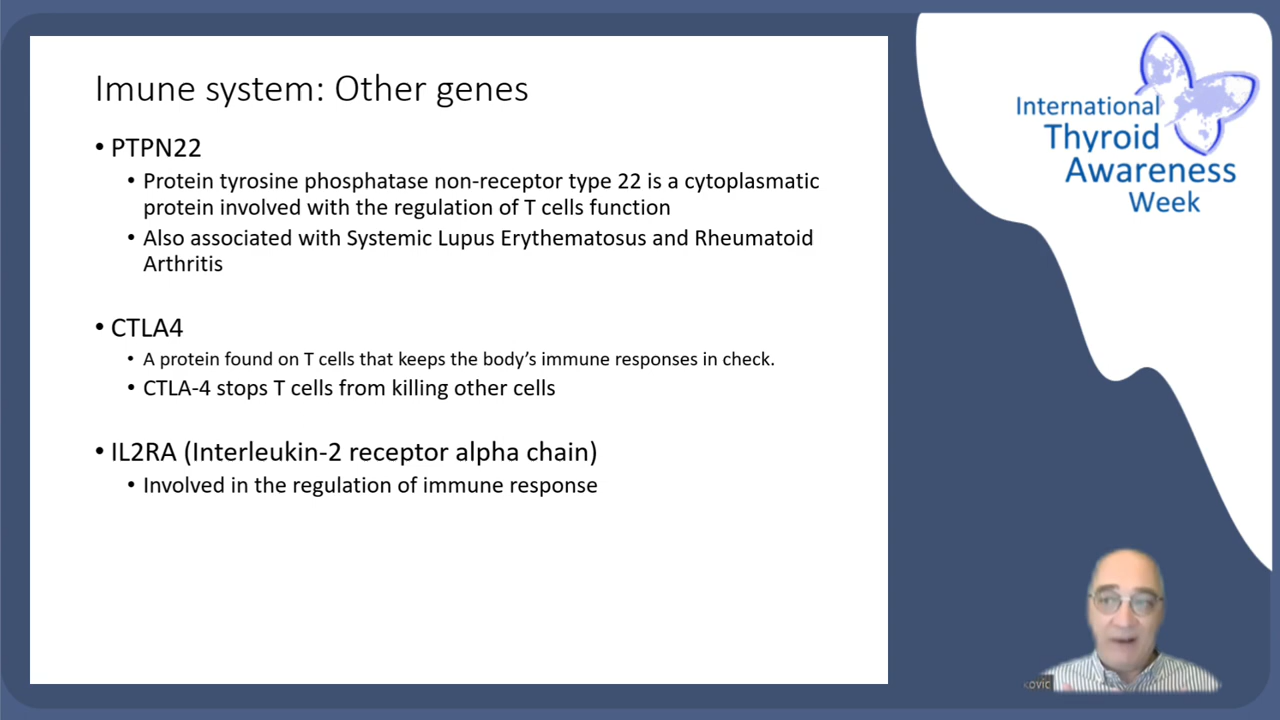 Imune system: Other genes
• PTPN22
• Protein tyrosine phosphatase non-receptor type 22 is a cytoplasmatic
protein involved with the regulation of T cells function
• Also associated with Systemic Lupus Erythematosus and Rheumatoid
Arthritis
• CTLA4
• A protein found on T cells that keeps the body’s immune responses in check.
• CTLA-4 stops T cells from killing other cells
• IL2RA (Interleukin-2 receptor alpha chain)
• Involved in the regulation of immune response
International
Thyroid
Awareness
Week